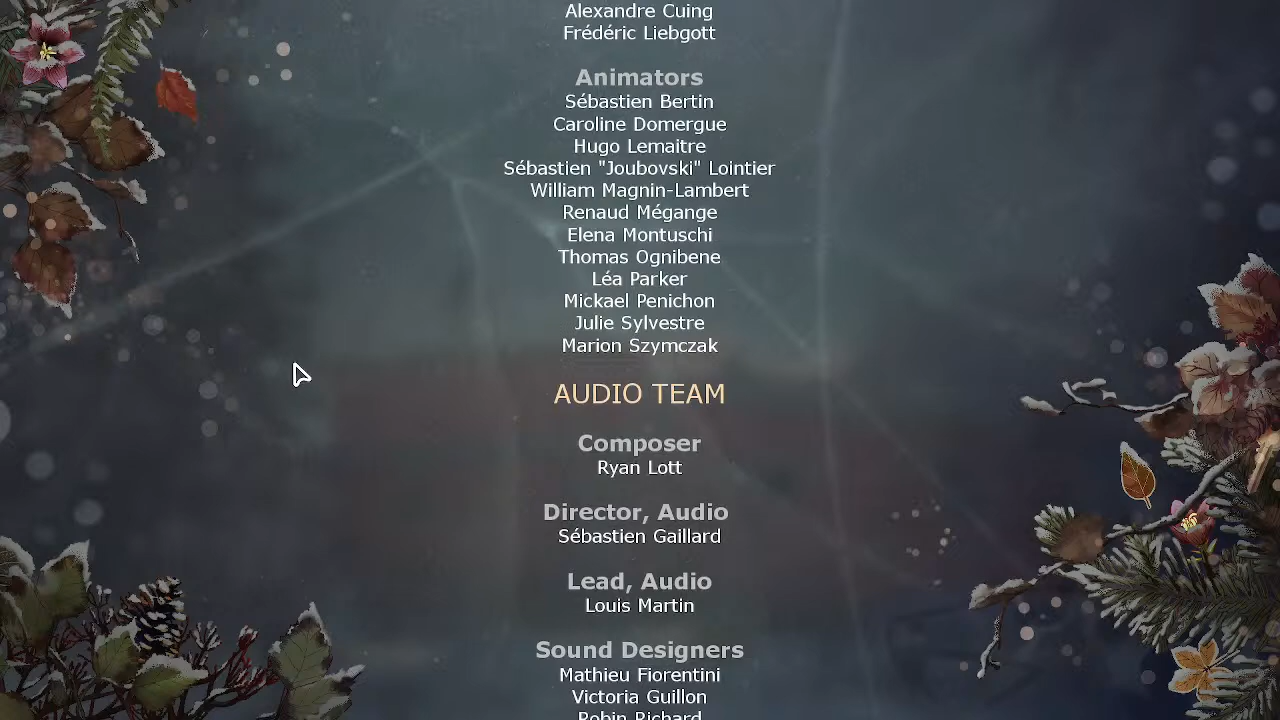 Alexandre Cuing
Frédéric Liebgott
Animators
Sébastien Bertin
Caroline Domergue
Hugo Lemaitre
Sébastien "Joubovski" Lointier
William Magnin-Lambert
Renaud Mégange
Elena Montuschi
Thomas Ognibene
Léa Parker
Mickael Penichon
Julie Sylvestre
Marion Szymczak
AUDIO TEAM
Composer
Ryan Lott
Director, Audio
Sébastien Gaillard
Lead, Audio
Louis Martin
Sound Designers
Mathieu Fiorentini
Victoria Guillon
Robin Richard